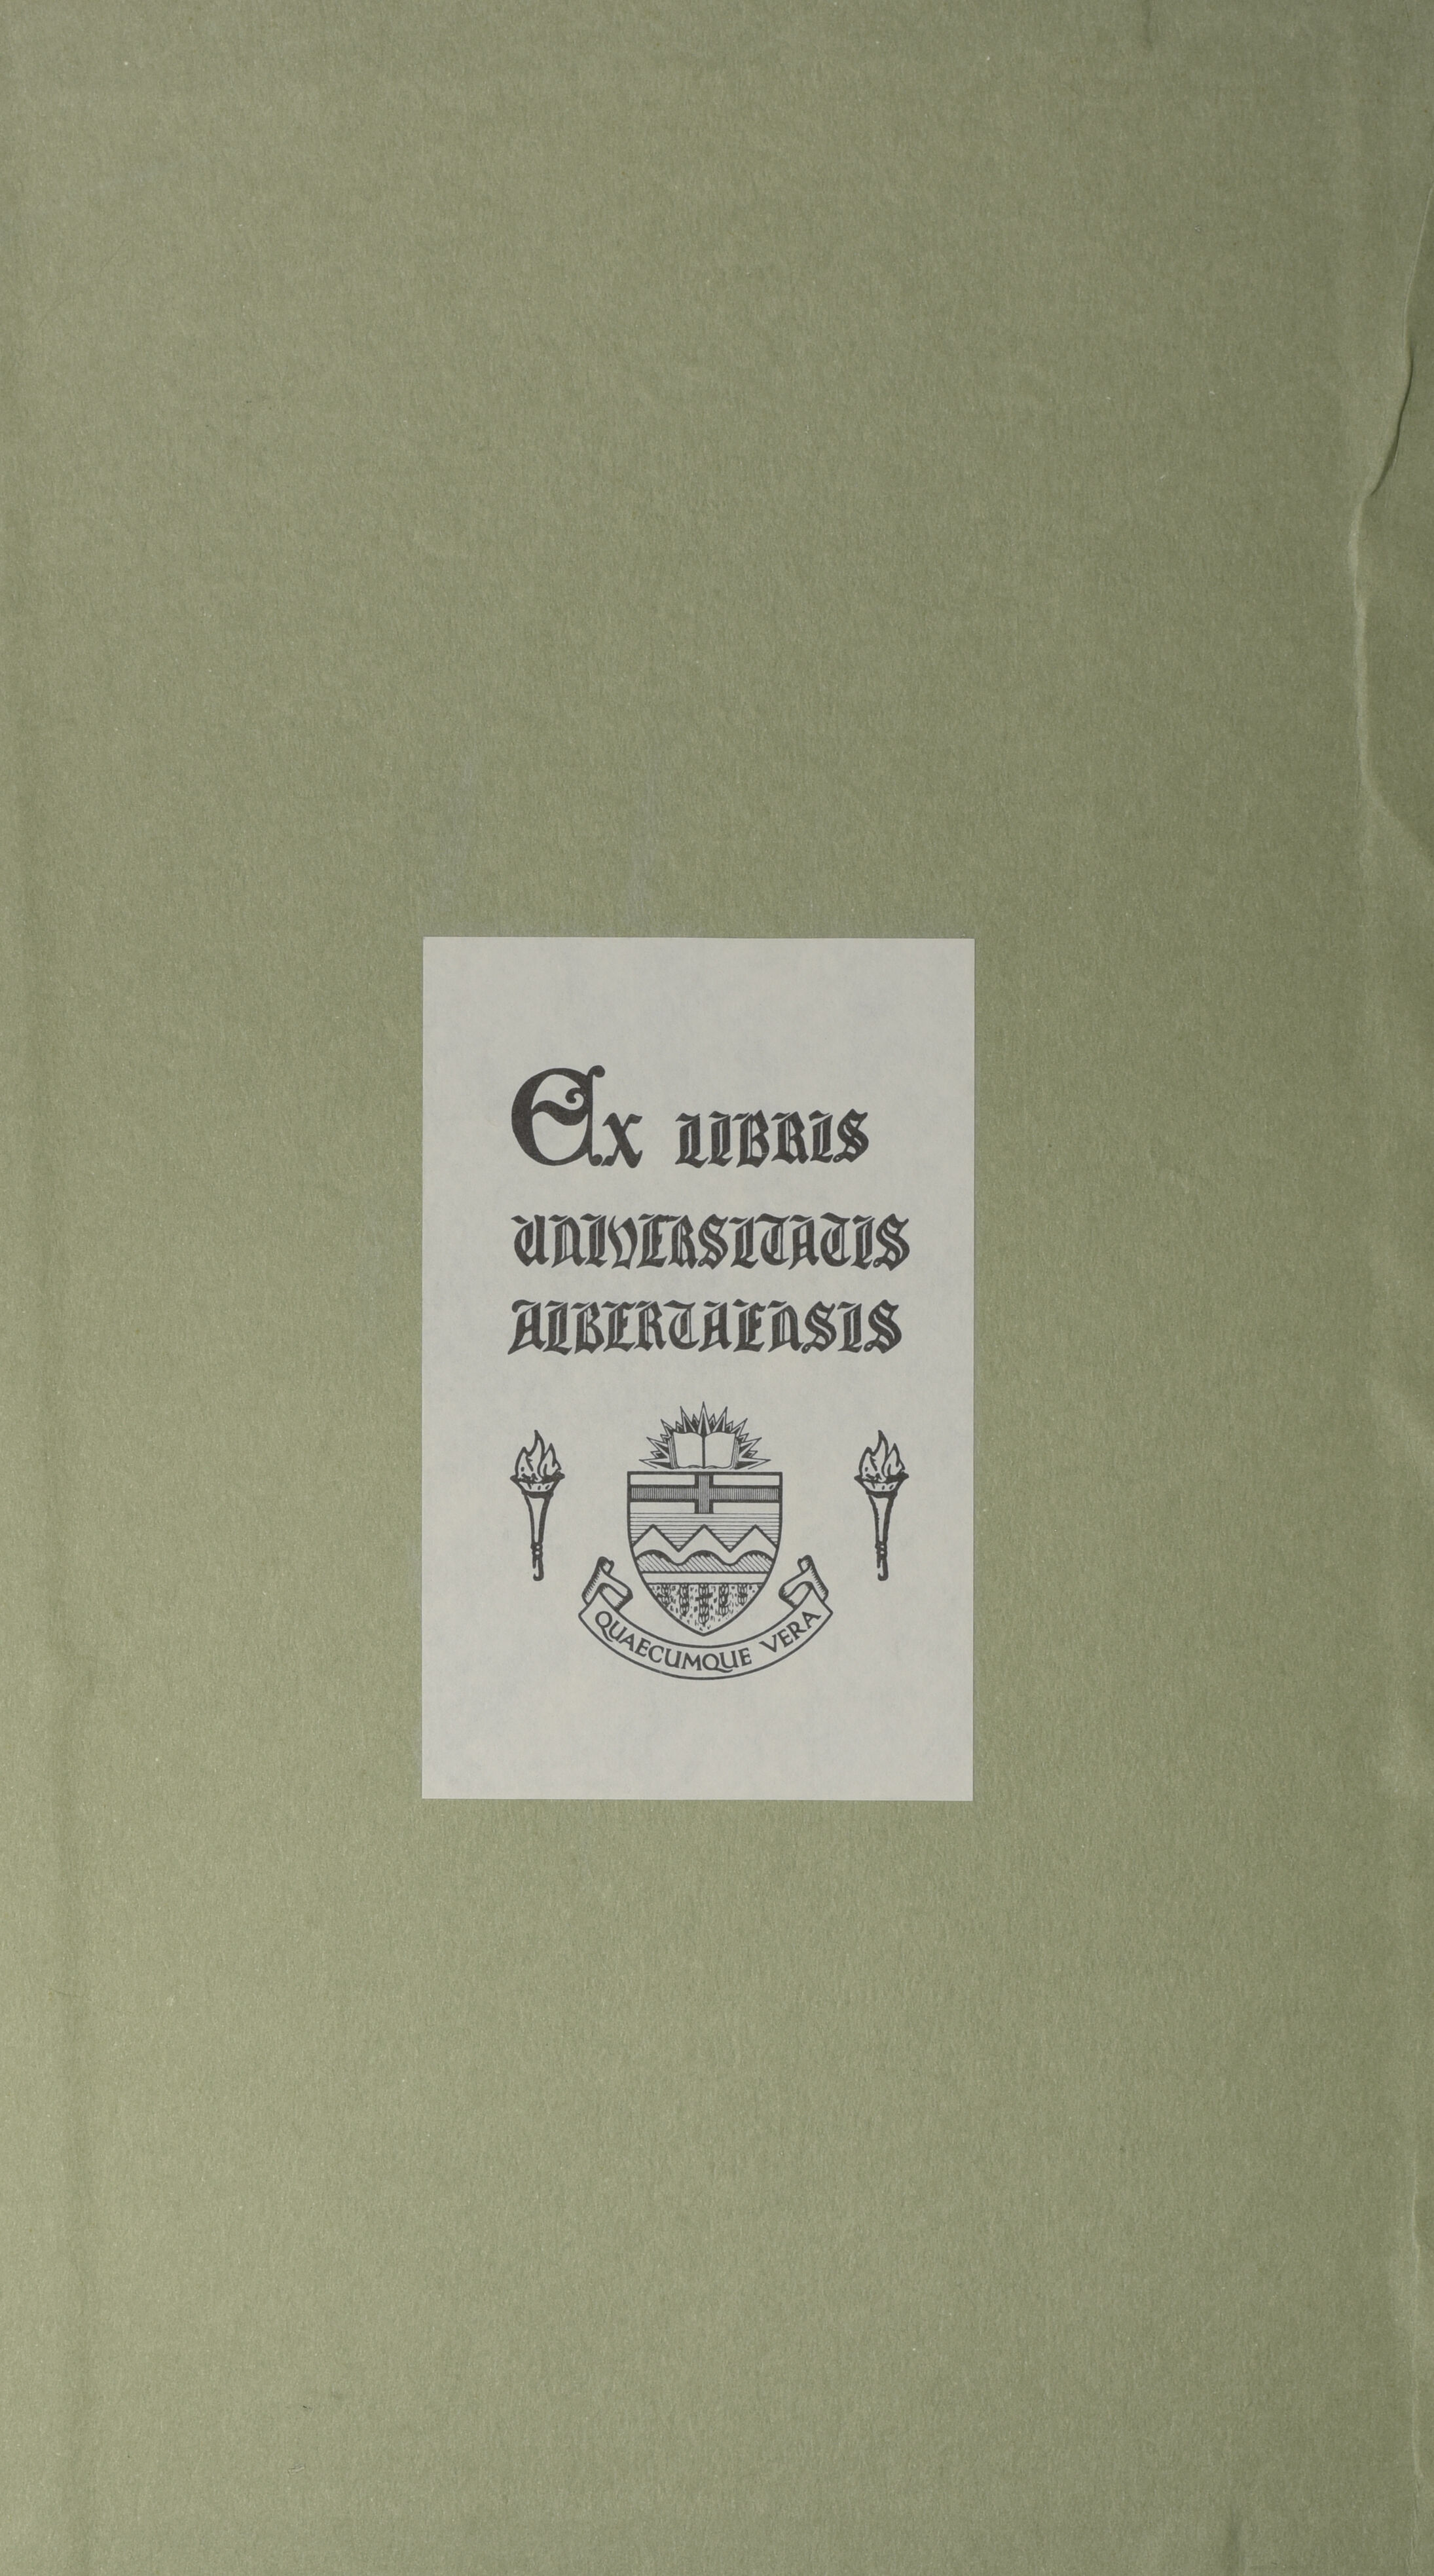 Ex LIBRIS
UNIVERSITATIS
ALBERTAENSIS
QUAECUMQUE VERA